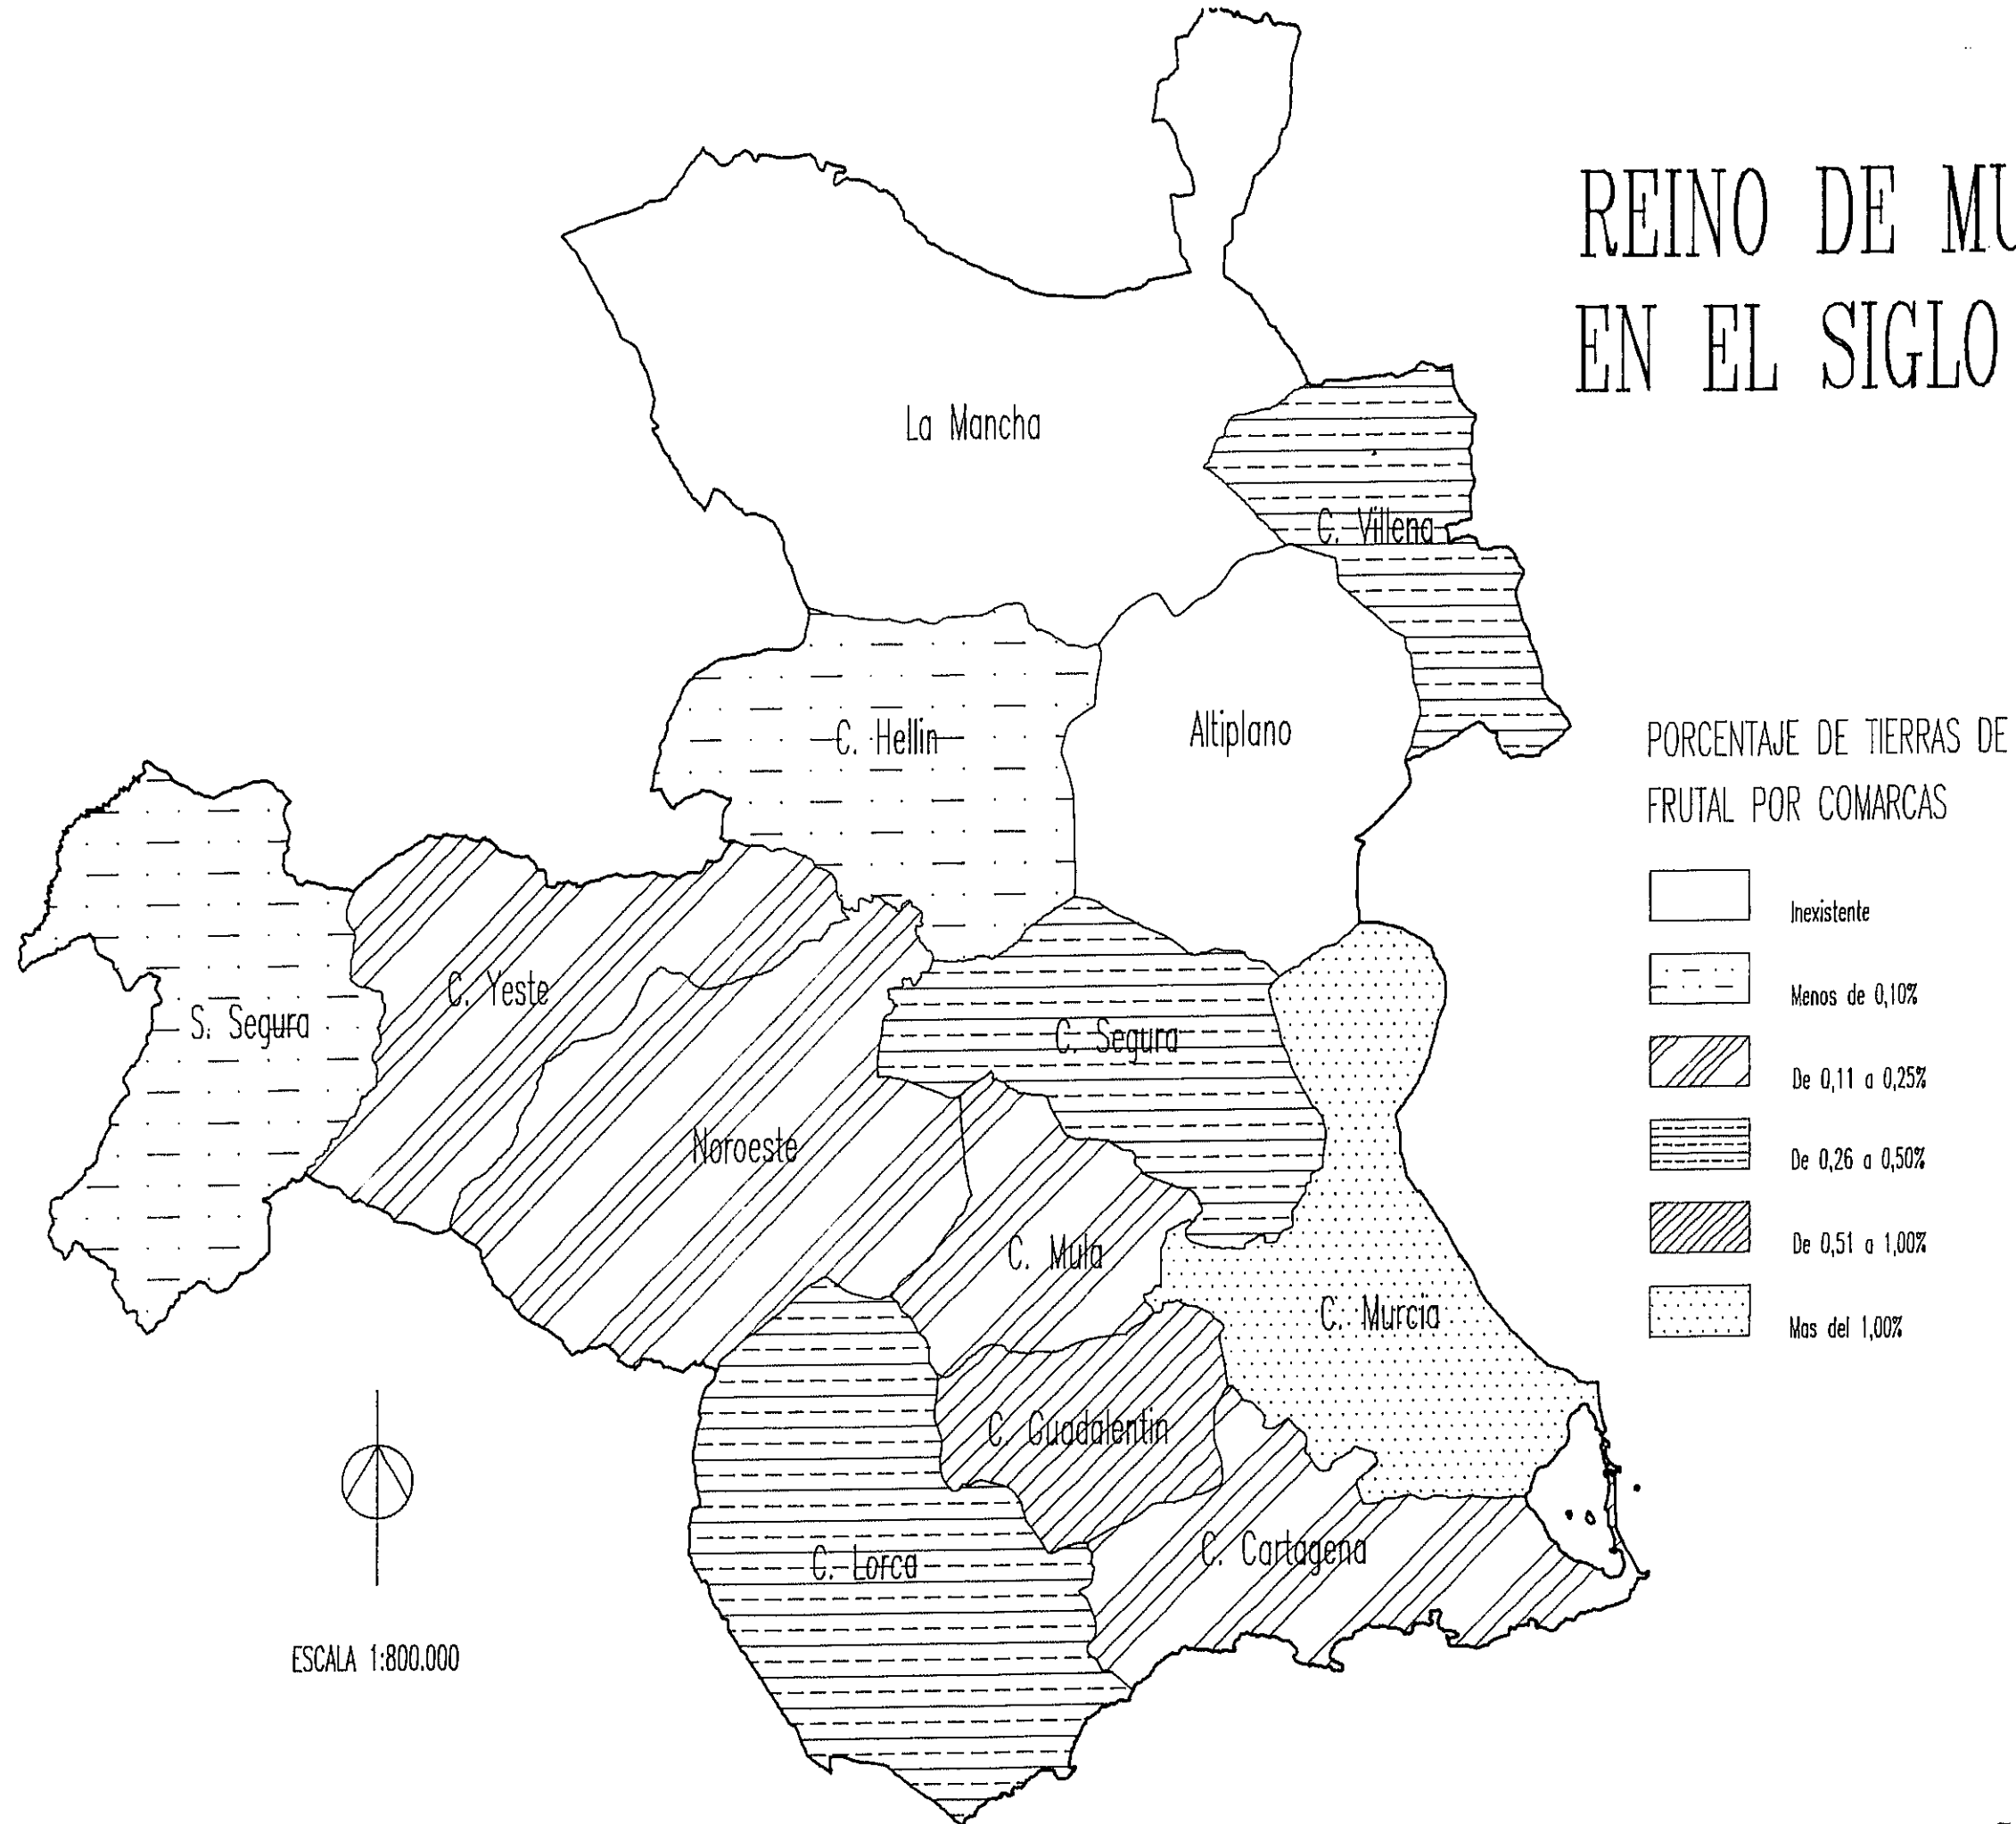 REINO DE MU
EN EL SIGLO
La Mancha
C. Villena
C. Hellin
Altiplano
PORCENTAJE DE TIERRAS DE
FRUTAL POR COMARCAS
Inexistente
Menos de 0,10%
De 0,11 a 0,25%
De 0,26 a 0,50%
De 0,51 a 1,00%
Mas del 1,00%
C. Yeste
S. Segura
C. Segura
Noroeste
C. Mula
C. Murcia
C. Guadalentin
C. Lorca
C. Cartagena
ESCALA 1:800.000